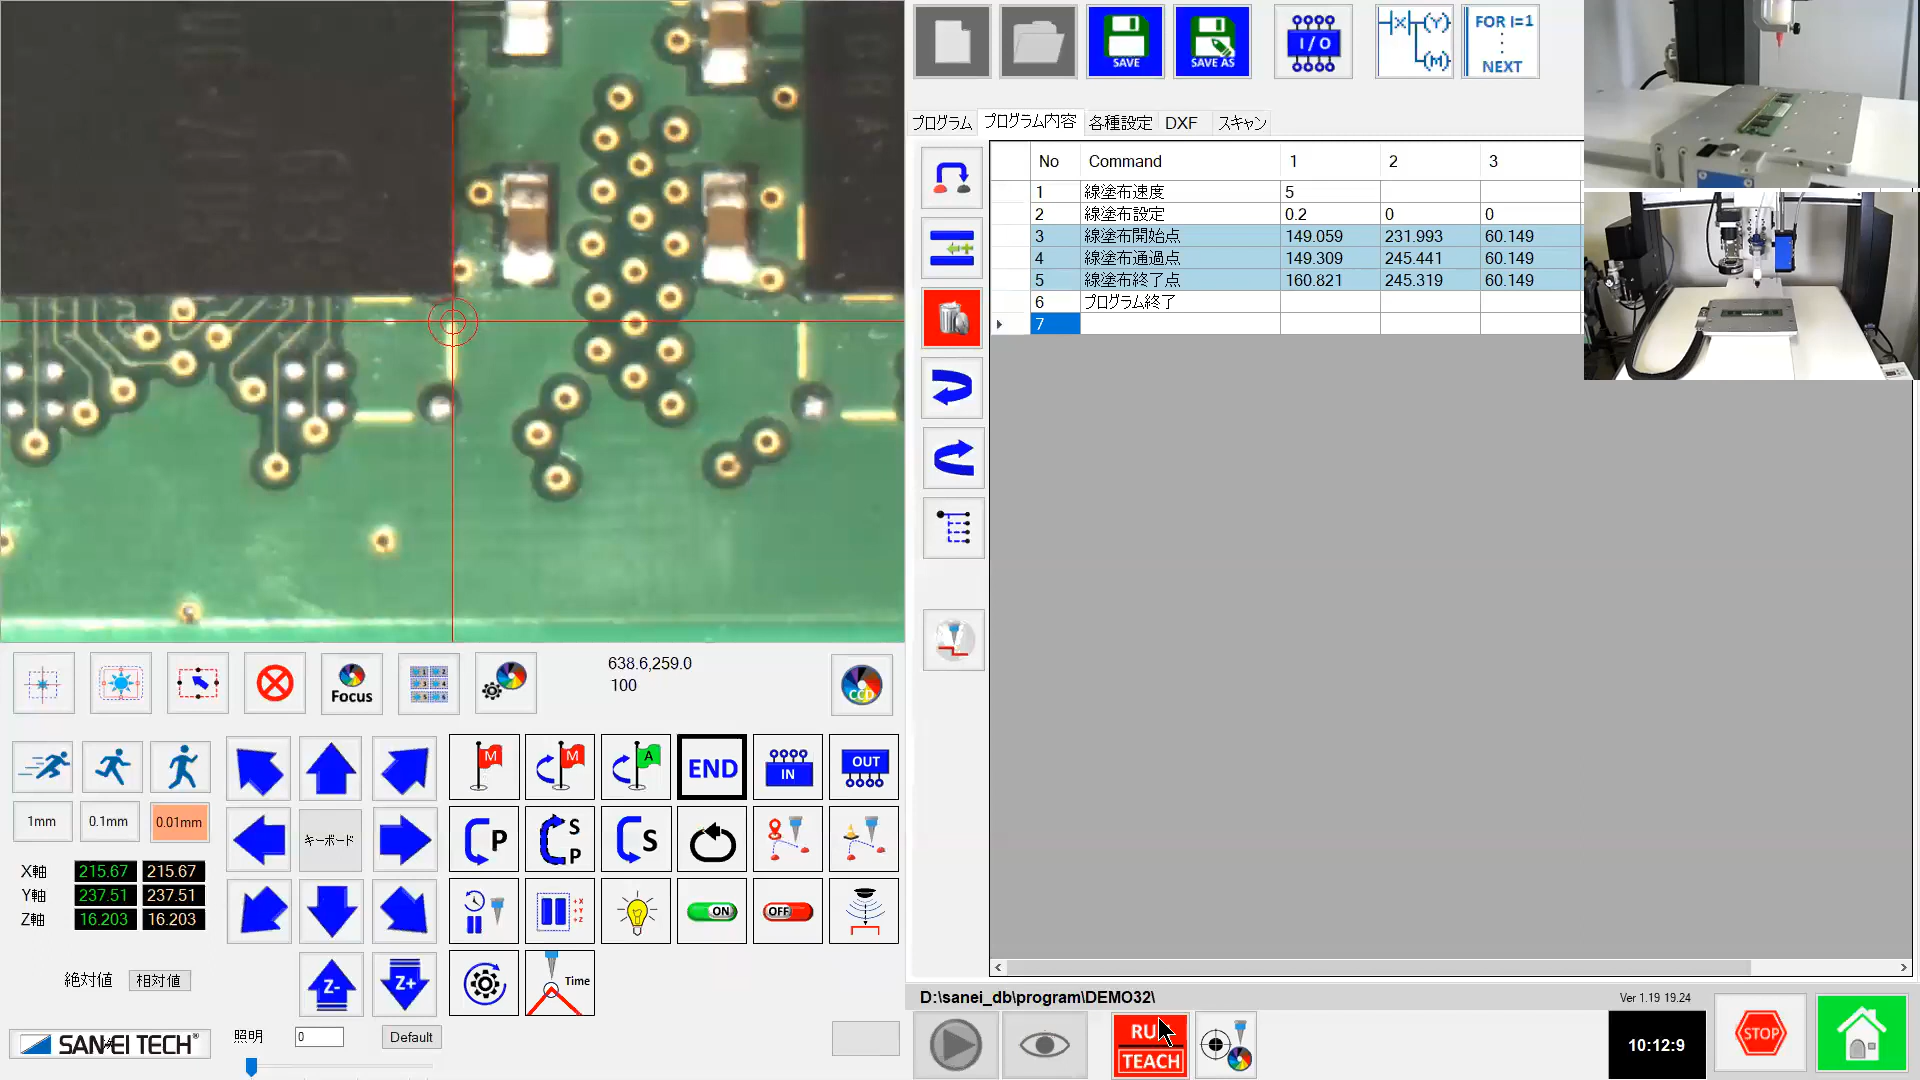 SAVE
SAVE AS
I/O
X
(Y)
(M)
FOR I=1
NEXT
プログラム
プログラム内容
各種設定
DXF
スキャン
No Command 1 2 3
1 線塗布速度 5
2 線塗布設定 0.2 0 0
3 線塗布開始点 149.059 231.993 60.149
4 線塗布通過点 149.309 245.441 60.149
5 線塗布終了点 160.821 245.319 60.149
6 プログラム終了
7
Focus
638.6,259.0
100
CCD
M
M
A
END
IN
OUT
1mm
0.1mm
0.01mm
キーボード
P
S
P
S
X軸 215.67 215.67
Y軸 237.51 237.51
Z軸 16.203 16.203
+X
+Y
+Z
ON
OFF
絶対値
相対値
Z-
Z+
Time
SAN-EI TECH®
照明
0
Default
D:\sanei_db\program\DEMO32\
Ver 1.19 19.24
TEACH
10:12:9
STOP